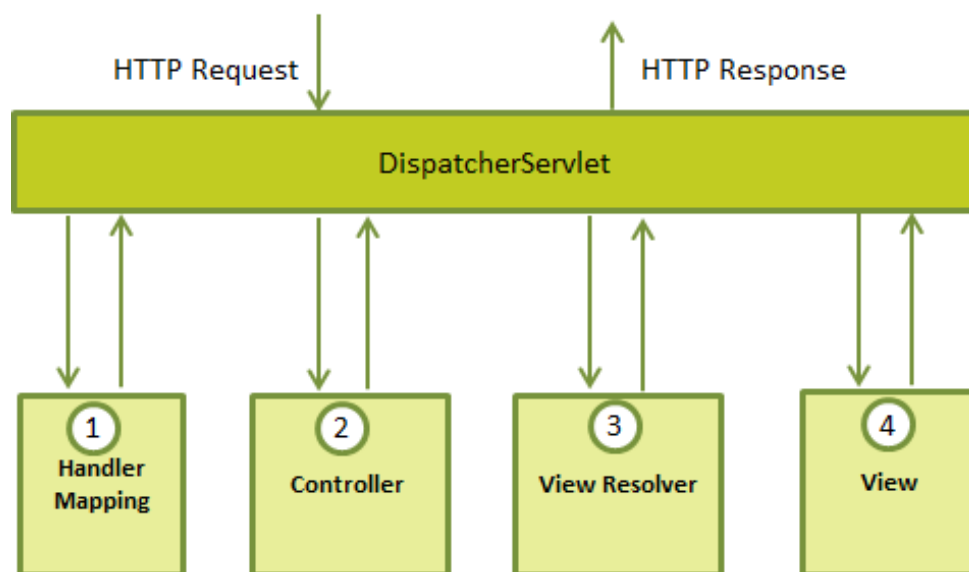 HTTP Request
HTTP Response
DispatcherServlet
1
Handler
Mapping
2
Controller
3
View Resolver
4
View